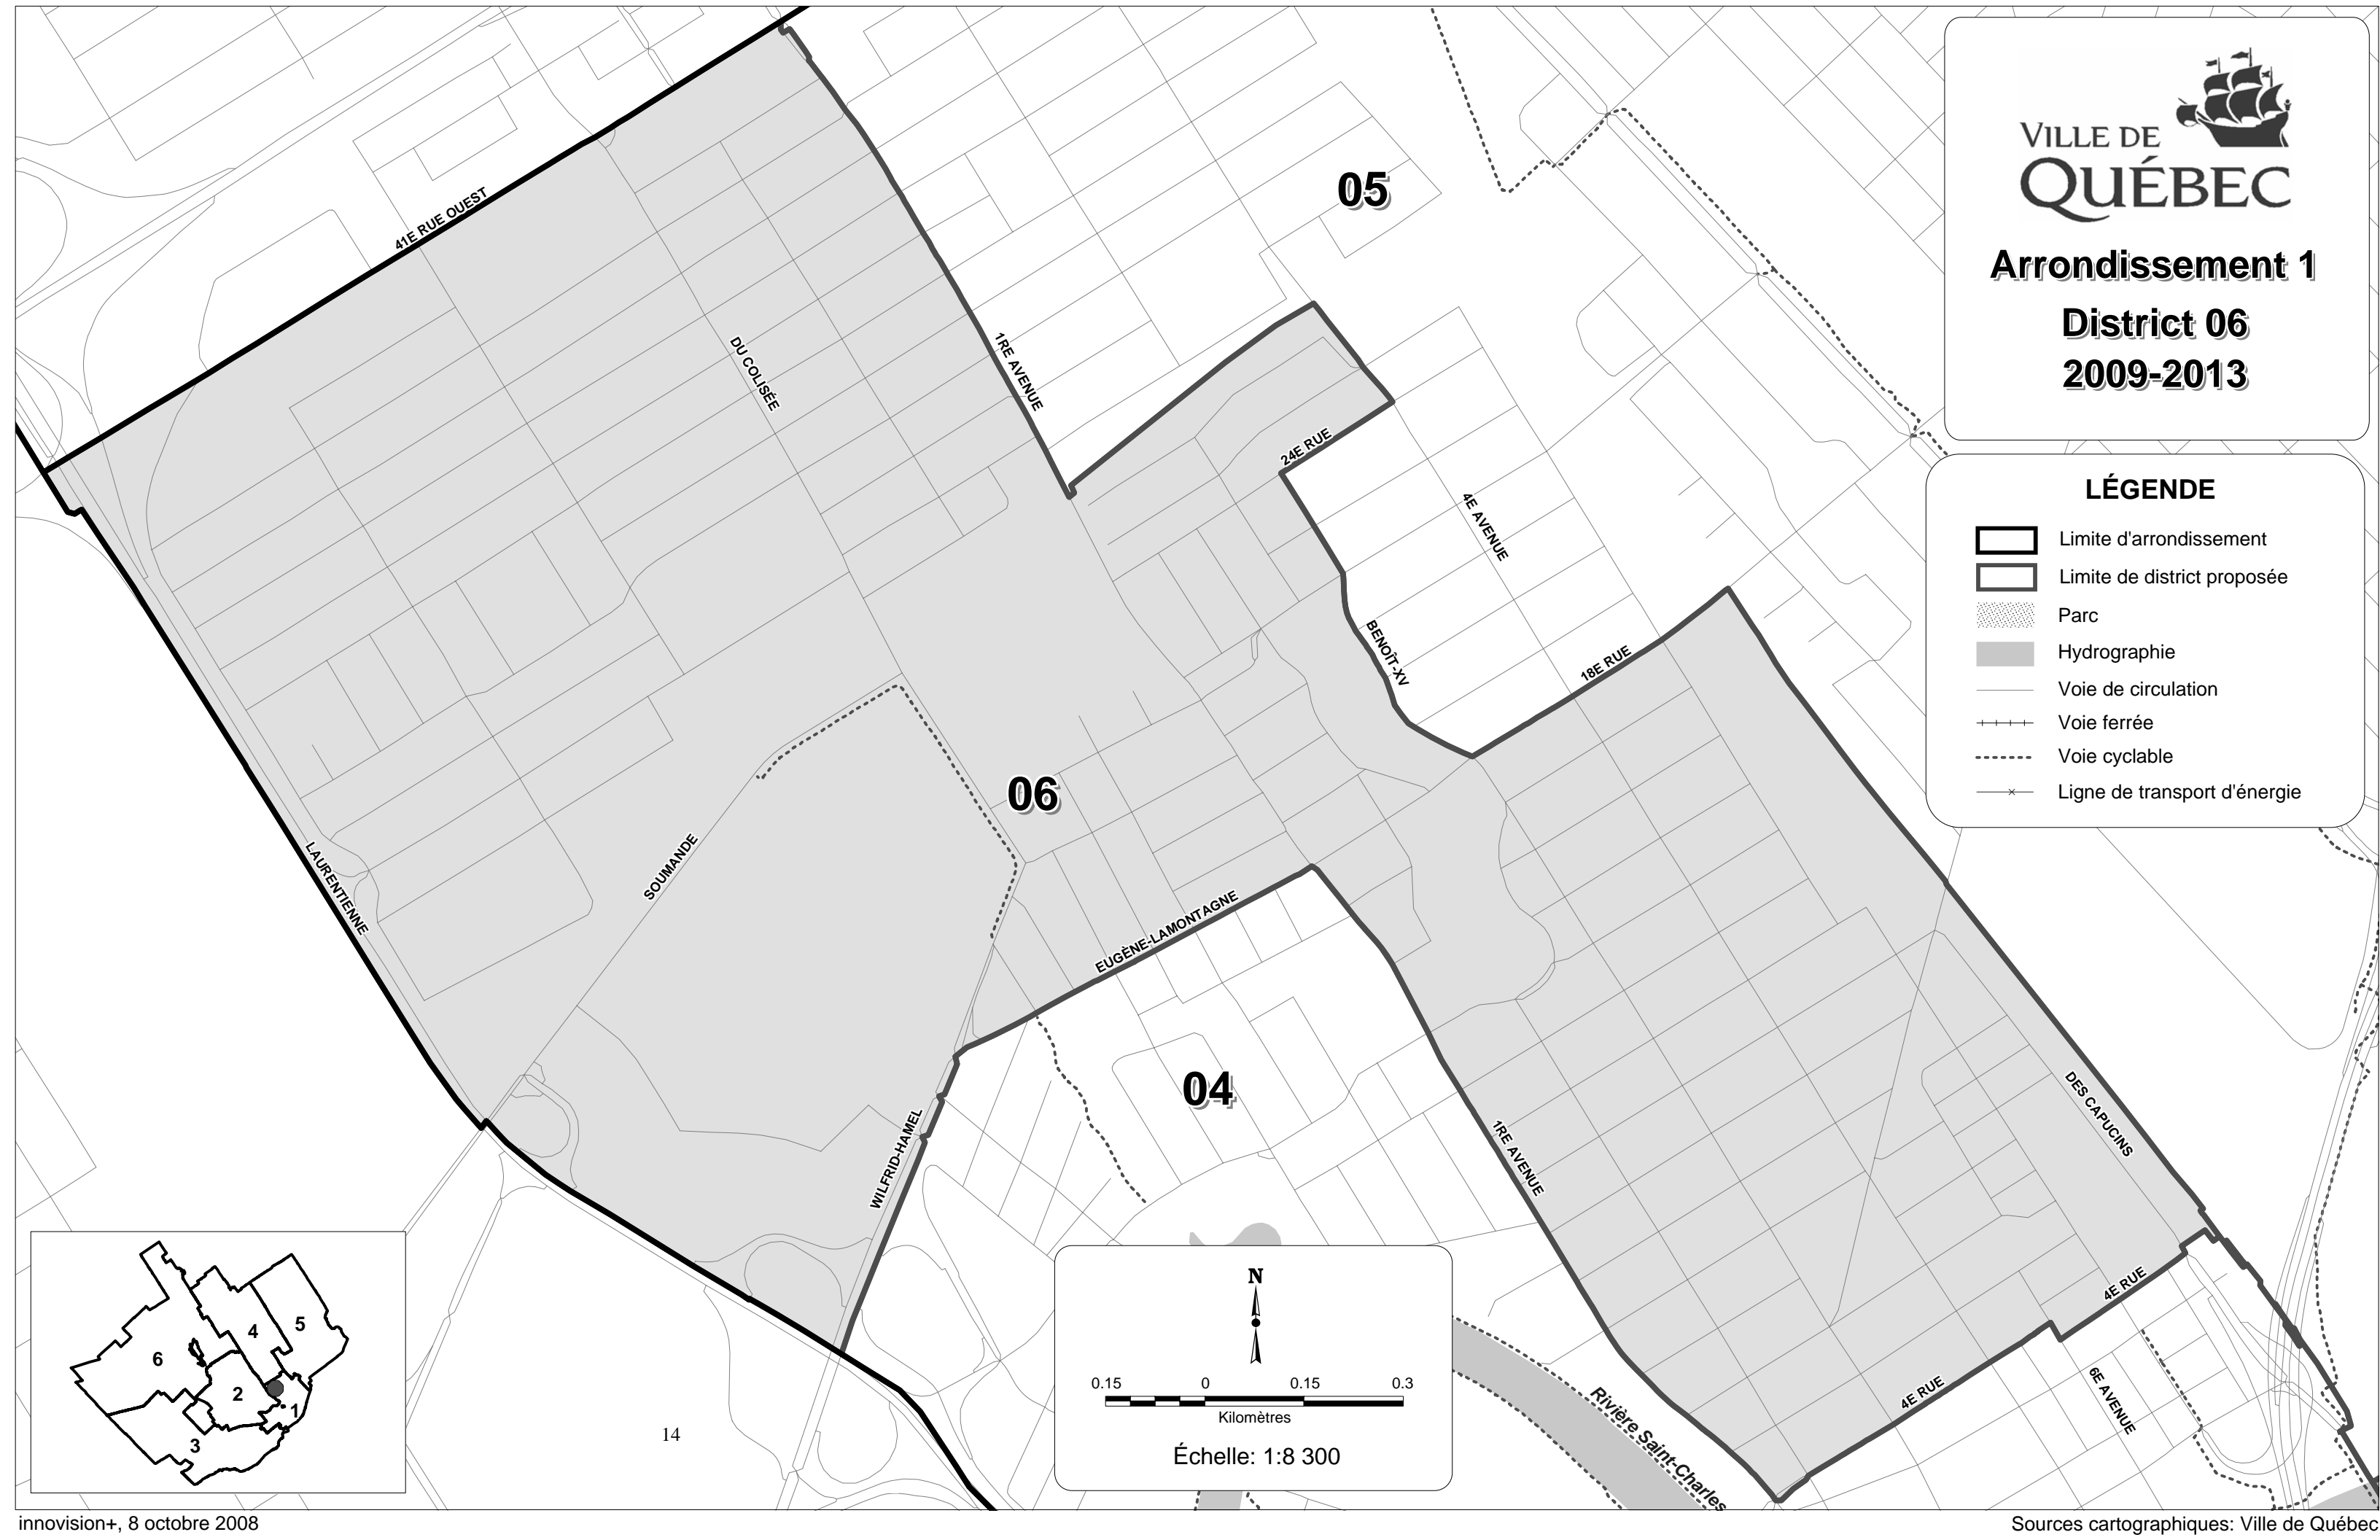 VILLE DE
QUÉBEC
Arrondissement 1
District 06
2009-2013
LÉGENDE
Limite d'arrondissement
Limite de district proposée
Parc
Hydrographie
Voie de circulation
Voie ferrée
Voie cyclable
Ligne de transport d'énergie
05
41E RUE OUEST
DU COLISÉE
1RE AVENUE
24E RUE
4E AVENUE
BENOÎT-XV
18E RUE
06
SOUMANDE
LAURENTIENNE
EUGÈNE-LAMONTAGNE
04
WILFRID-HAMEL
1RE AVENUE
DES CAPUCINS
4E RUE
4E RUE
6E AVENUE
Rivière Saint-Charles
14
6
4
5
2
1
3
N
0.15 0 0.15 0.3
Kilomètres
Échelle: 1:8 300
innovision+, 8 octobre 2008
Sources cartographiques: Ville de Québec